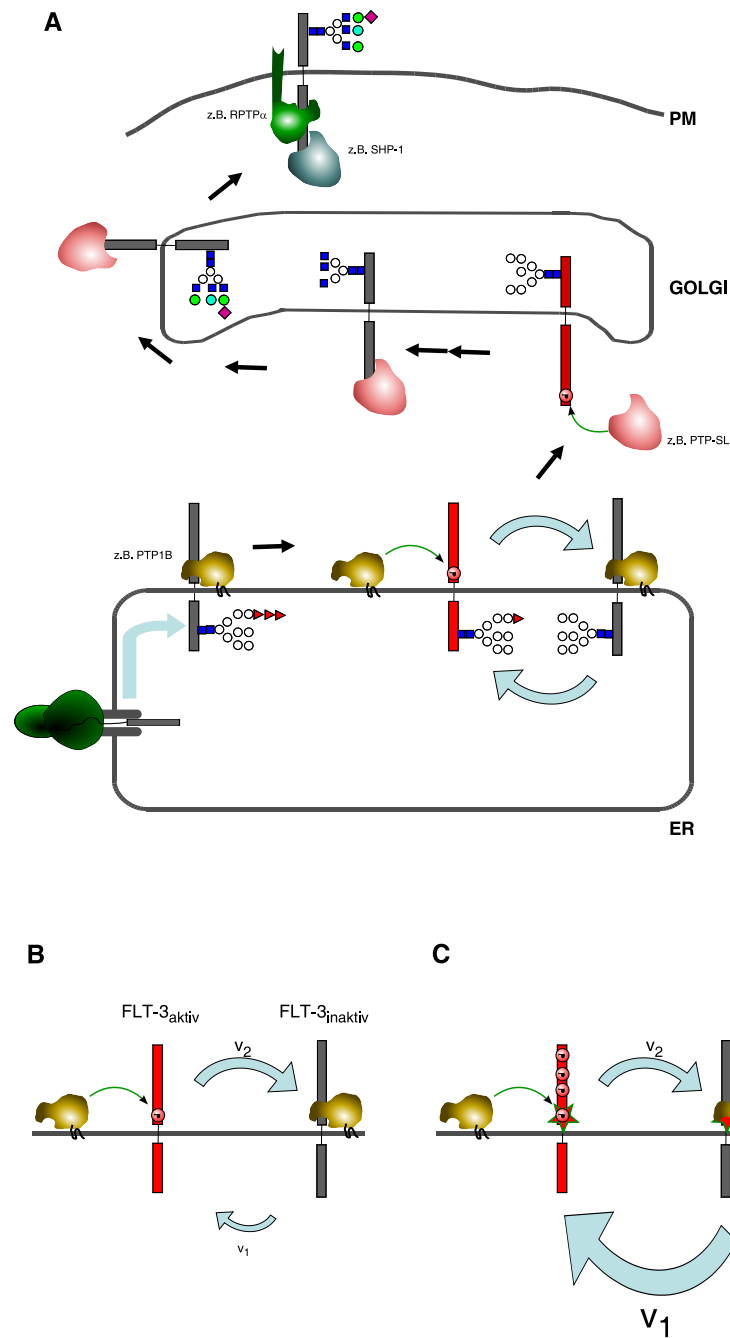 A
z.B. RPTPα
PM
z.B. SHP-1
GOLGI
P
z.B. PTP-SL
z.B. PTP1B
P
ER
B
C
FLT-3aktiv
FLT-3inaktiv
v2
v2
P
P
P
P
P
v1
v1